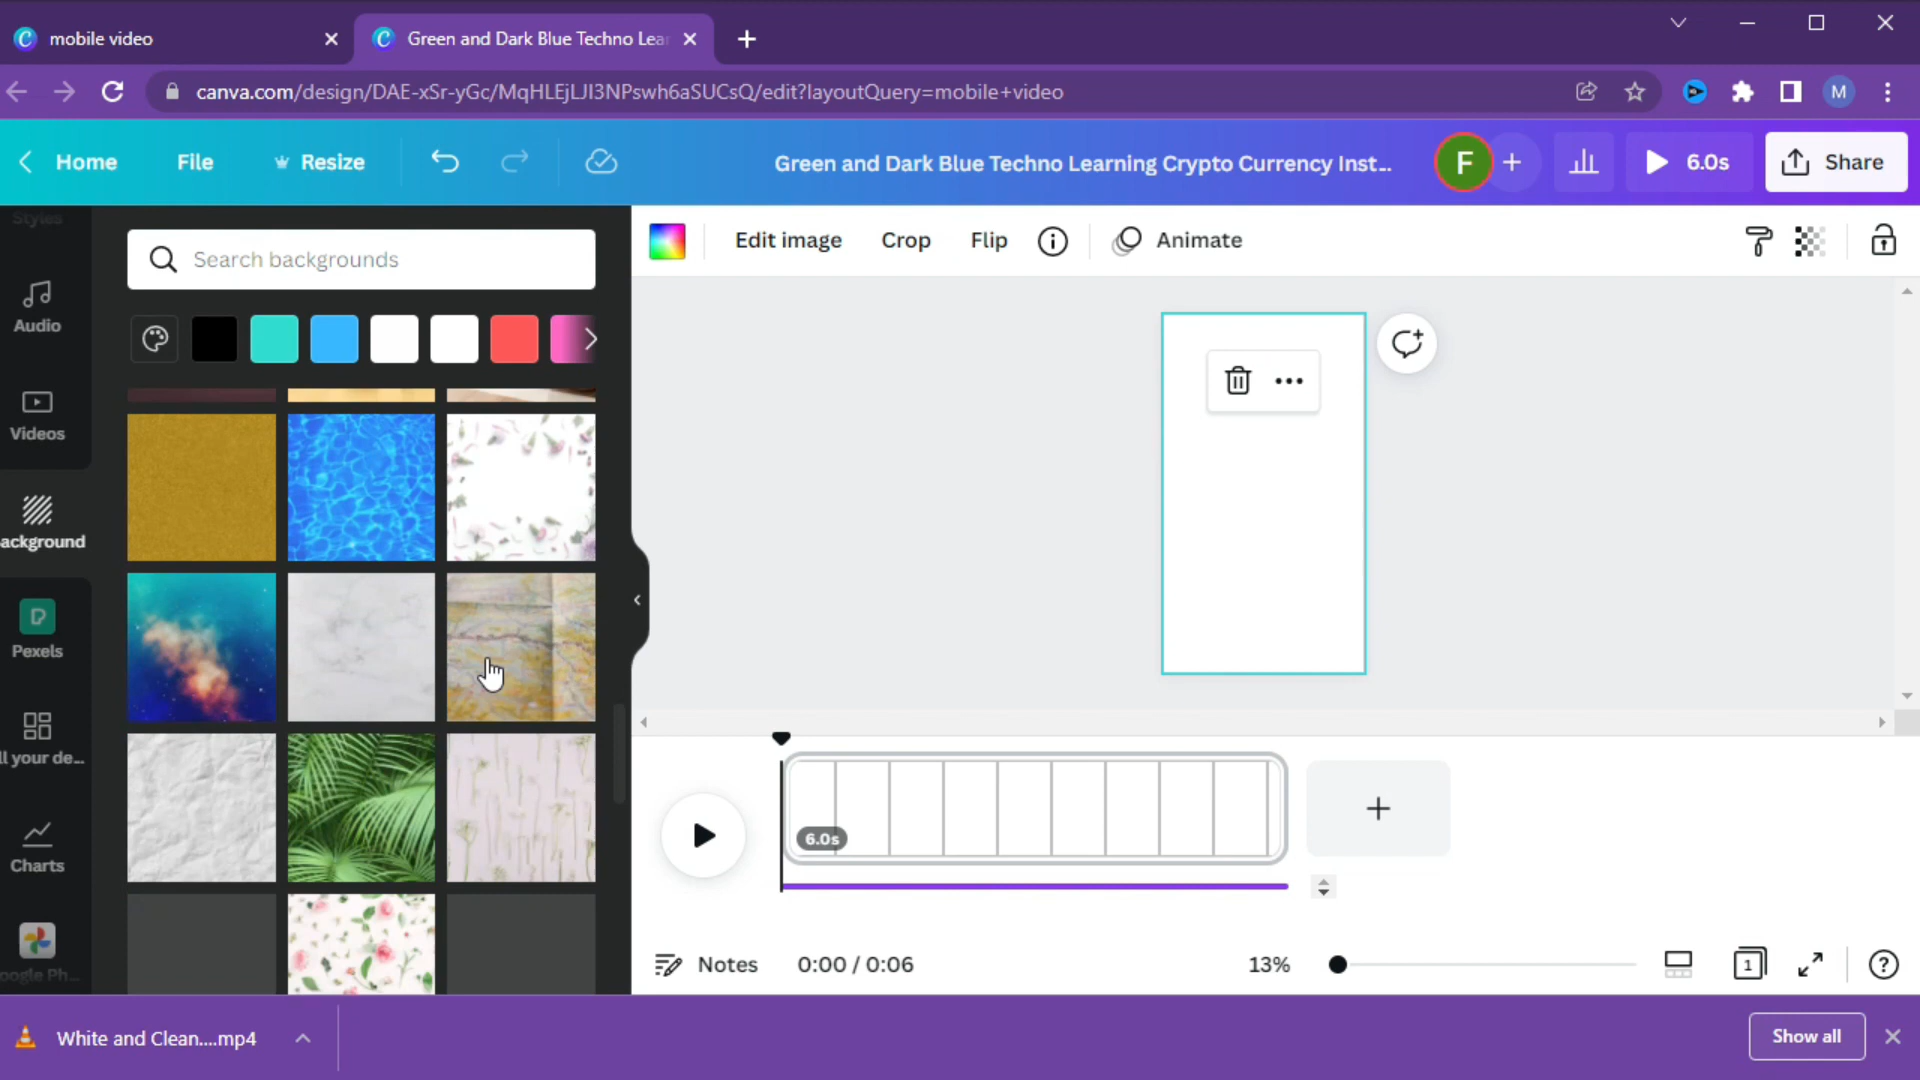 mobile video
Green and Dark Blue Techno Lea
canva.com/design/DAE-xSr-yGc/MqHLEjLJI3NPswh6aSUCsQ/edit?layoutQuery=mobile+video
M
Home
File
Resize
Green and Dark Blue Techno Learning Crypto Currency Inst...
F
6.0s
Share
Styles
Search backgrounds
Edit image
Crop
Flip
Animate
Audio
Videos
ackground
Pexels
ll your de...
Charts
oogle Ph...
6.0s
Notes
0:00 / 0:06
13%
1
White and Clean....mp4
Show all